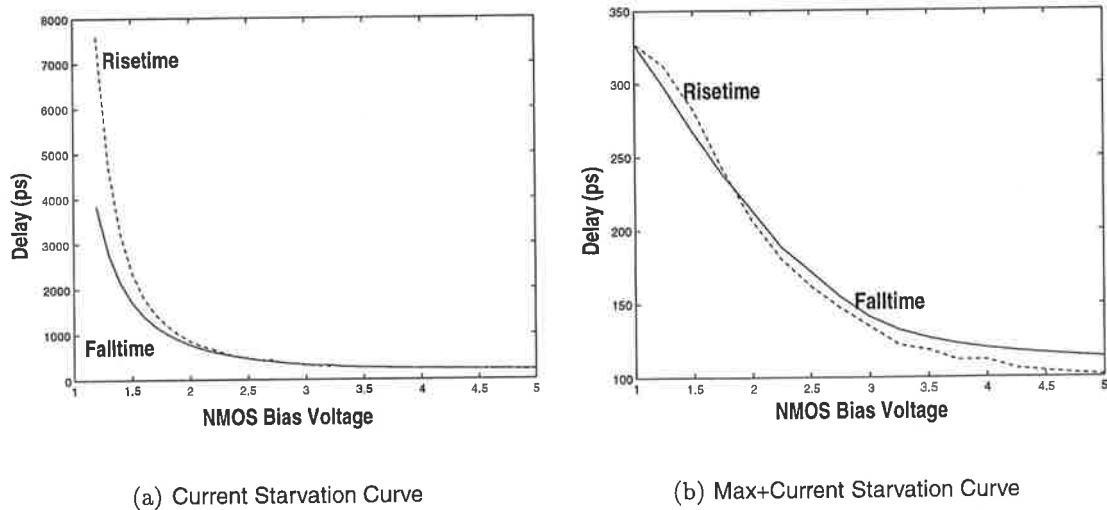 8000
7000
6000
5000
4000
3000
2000
1000
0
Delay (ps)
Risetime
Falltime
1 1.5 2 2.5 3 3.5 4 4.5 5
NMOS Bias Voltage
(a) Current Starvation Curve
350
300
250
200
150
100
Delay (ps)
Risetime
Falltime
1 1.5 2 2.5 3 3.5 4 4.5 5
NMOS Bias Voltage
(b) Max+Current Starvation Curve